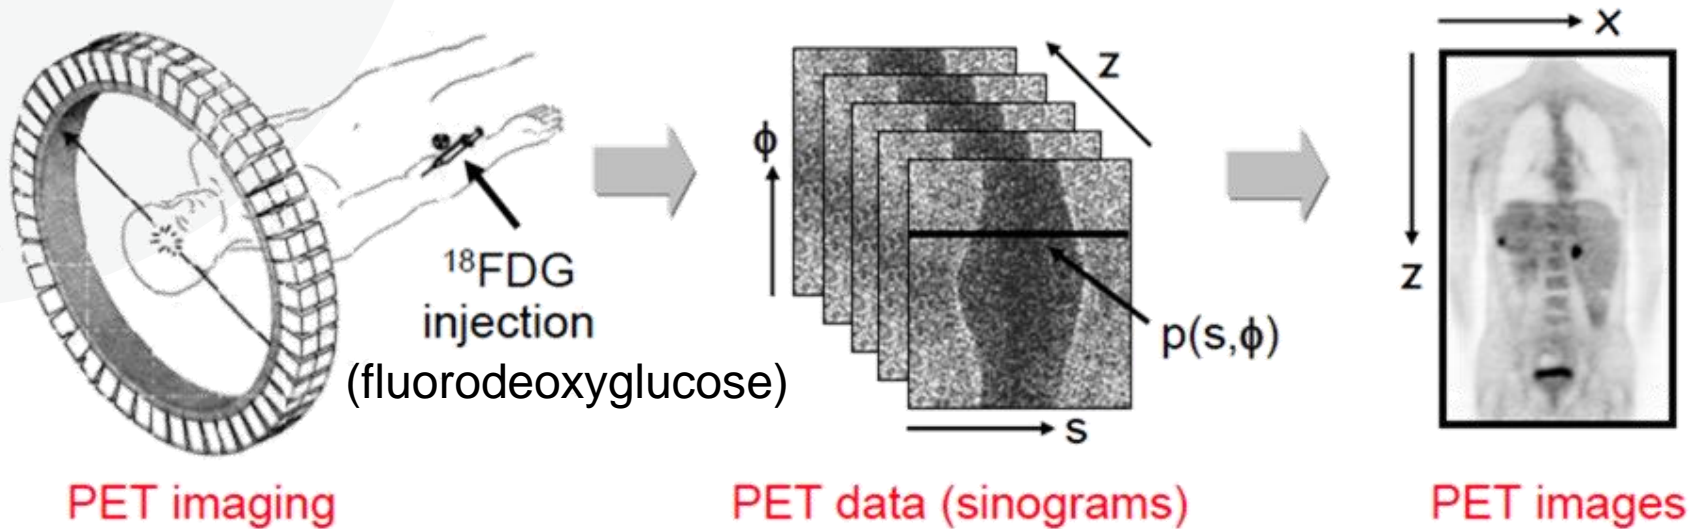 ¹⁸FDG
injection
(fluorodeoxyglucose)
PET imaging
ϕ
z
p(s,ϕ)
s
PET data (sinograms)
x
z
PET images